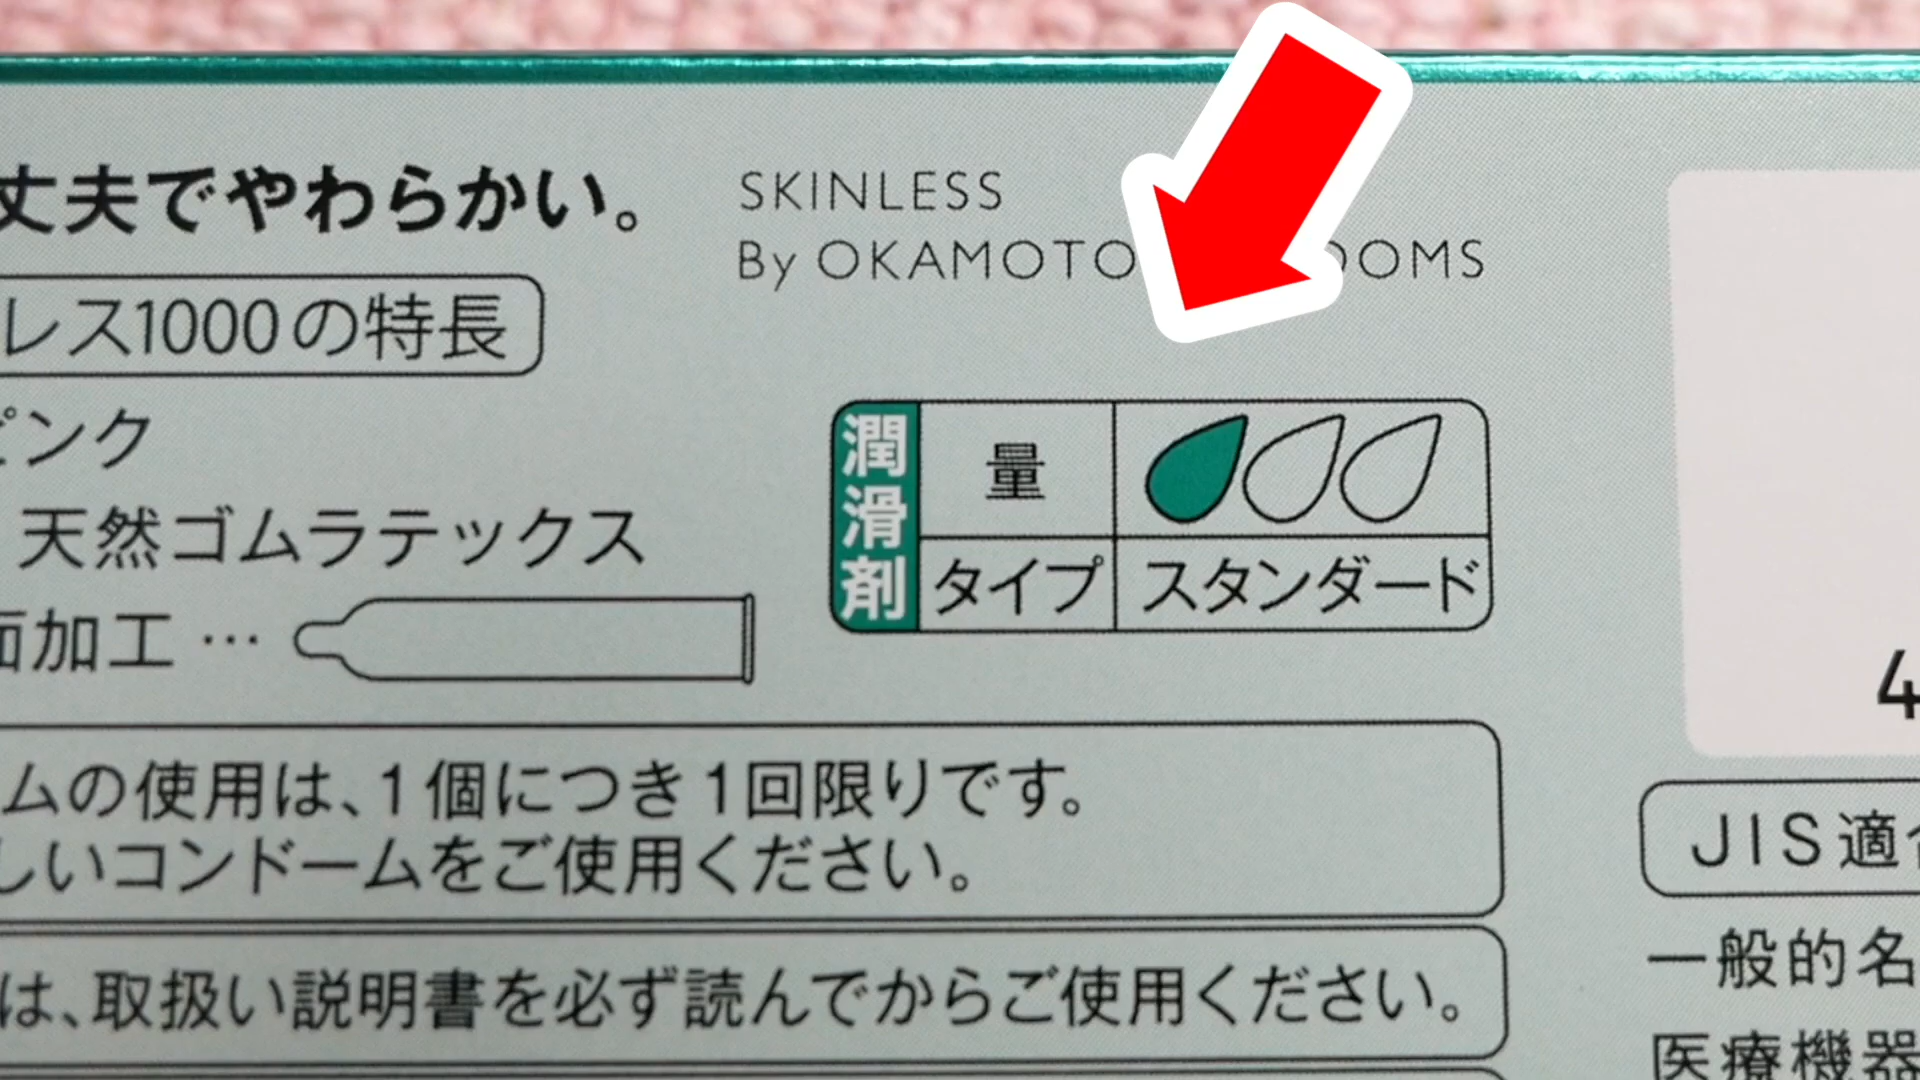 丈夫でやわらかい。
レス1000の特長
ピンク
天然ゴムラテックス
面加工…
SKINLESS
By OKAMOTO
潤滑剤
量
タイプ スタンダード
ムの使用は、1個につき1回限りです。
しいコンドームをご使用ください。
は、取扱い説明書を必ず読んでからご使用ください。
4
JIS適合
一般的名
医療機器